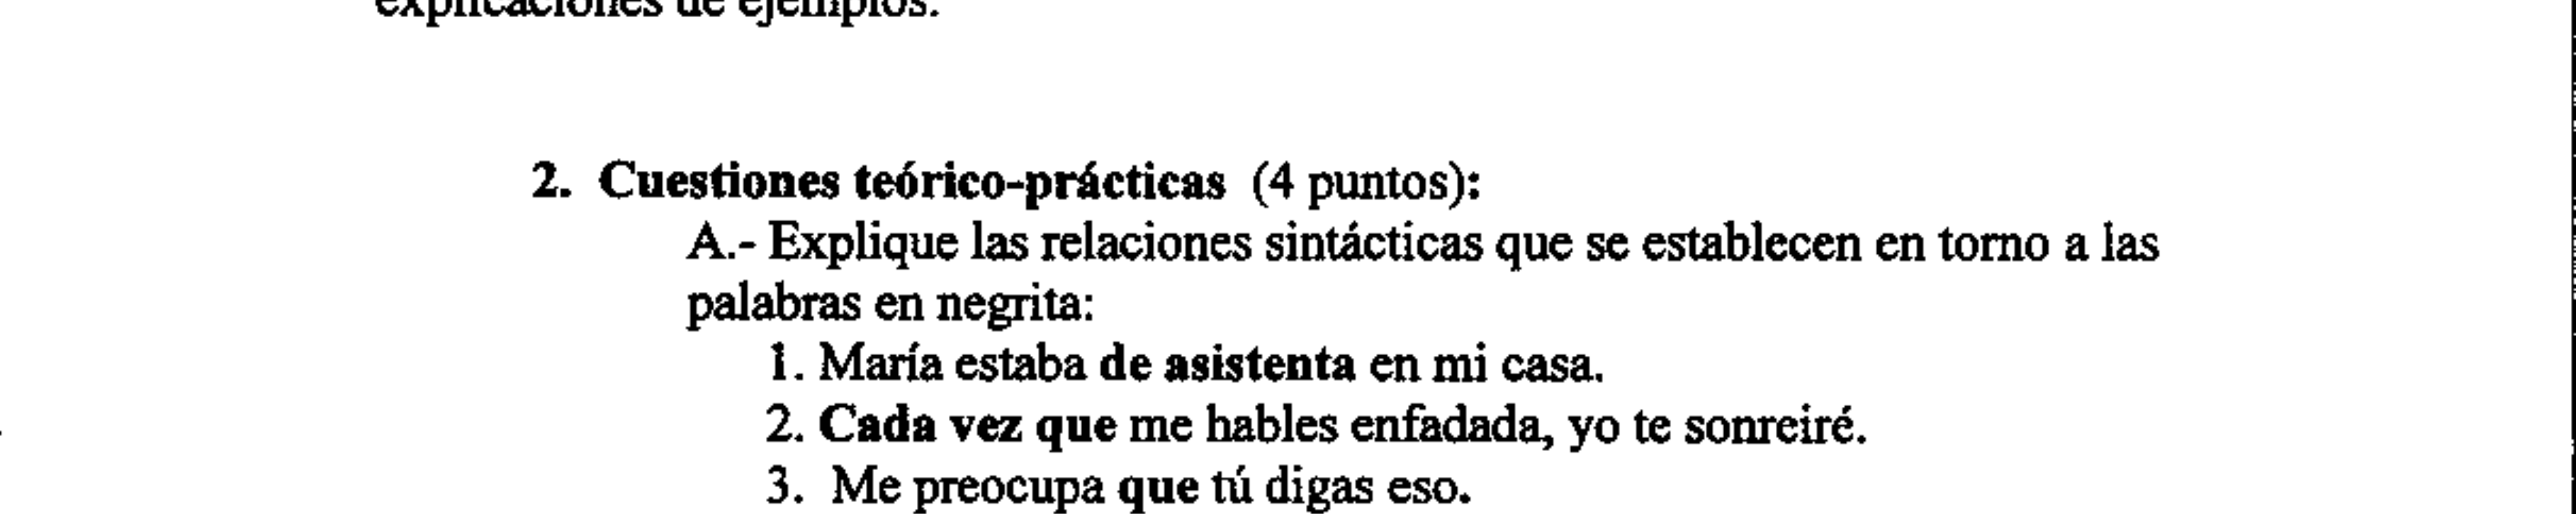 explicaciones de ejemplos.
2. Cuestiones teórico-prácticas (4 puntos):
A.- Explique las relaciones sintácticas que se establecen en torno a las
palabras en negrita:
1. María estaba de asistenta en mi casa.
2. Cada vez que me hables enfadada, yo te sonreiré.
3. Me preocupa que tú digas eso.